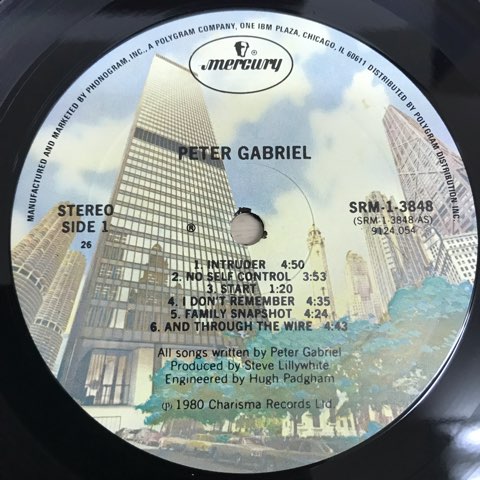 MANUFACTURED AND MARKETED BY PHONOGRAM, INC., A POLYGRAM COMPANY, ONE IBM PLAZA, CHICAGO, IL 60611 DISTRIBUTED BY POLYGRAM DISTRIBUTION, INC.
mercury ®
PETER GABRIEL
STEREO
SIDE 1
26
®
SRM-1-3848
(SRM-1-3848-AS)
9124 054
1. INTRUDER 4:50
2. NO SELF CONTROL 3:53
3. START 1:20
4. I DON'T REMEMBER 4:35
5. FAMILY SNAPSHOT 4:24
6. AND THROUGH THE WIRE 4:43
All songs written by Peter Gabriel
Produced by Steve Lillywhite
Engineered by Hugh Padgham
℗ 1980 Charisma Records Ltd.